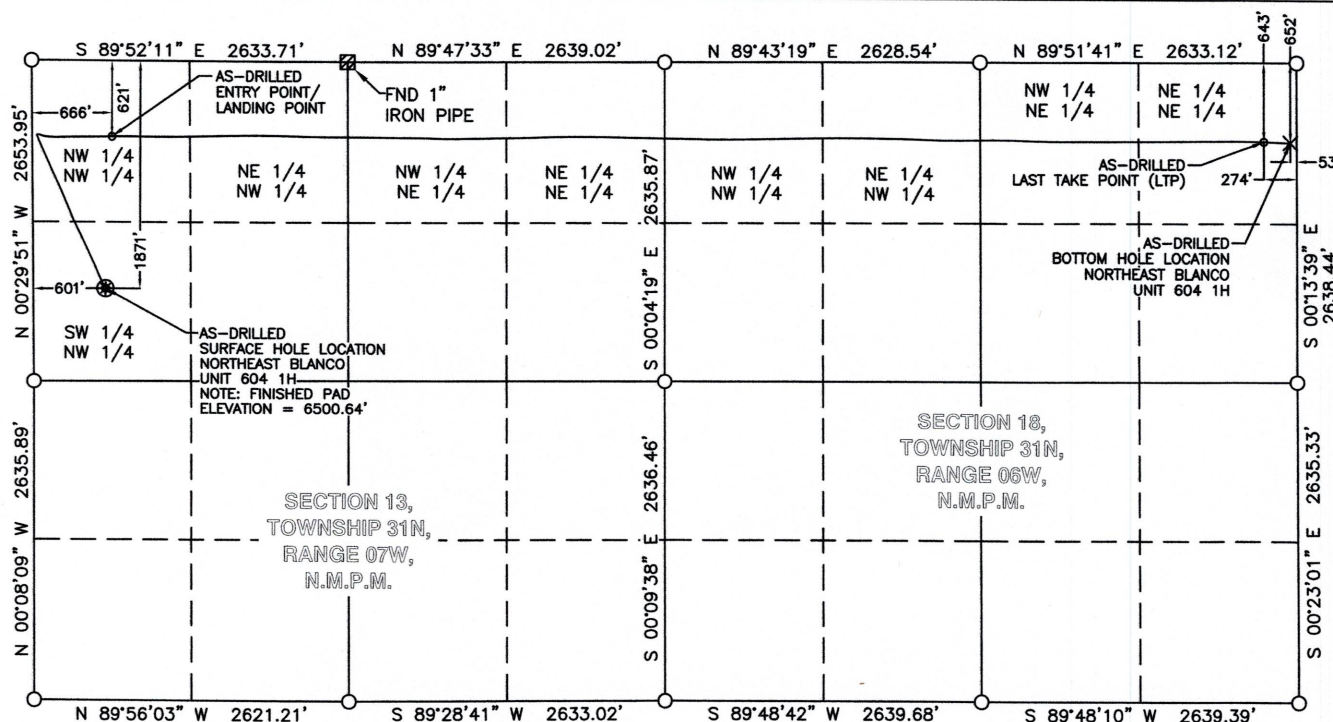 S 89°52'11" E 2633.71'
N 89°47'33" E 2639.02'
N 89°43'19" E 2628.54'
N 89°51'41" E 2633.12'
643'
652'
AS-DRILLED
ENTRY POINT/
LANDING POINT
666'
621'
FND 1"
IRON PIPE
NW 1/4
NE 1/4
NE 1/4
NE 1/4
N 00°29'51" W 2653.95'
NW 1/4
NW 1/4
NE 1/4
NW 1/4
NW 1/4
NE 1/4
NE 1/4
NE 1/4
S 00°04'19" E 2635.87'
NW 1/4
NW 1/4
NE 1/4
NW 1/4
AS-DRILLED
LAST TAKE POINT (LTP)
274'
53
AS-DRILLED
BOTTOM HOLE LOCATION
NORTHEAST BLANCO
UNIT 604 1H
S 00°13'39" E
2638.44'
1871'
601'
SW 1/4
NW 1/4
AS-DRILLED
SURFACE HOLE LOCATION
NORTHEAST BLANCO
UNIT 604 1H
NOTE: FINISHED PAD
ELEVATION = 6500.64'
N 00°08'09" W 2635.89'
SECTION 13,
TOWNSHIP 31N,
RANGE 07W,
N.M.P.M.
S 00°09'38" E 2636.46'
SECTION 18,
TOWNSHIP 31N,
RANGE 06W,
N.M.P.M.
S 00°23'01" E 2635.33'
N 89°56'03" W 2621.21'
S 89°28'41" W 2633.02'
S 89°48'42" W 2639.68'
S 89°48'10" W 2639.39'